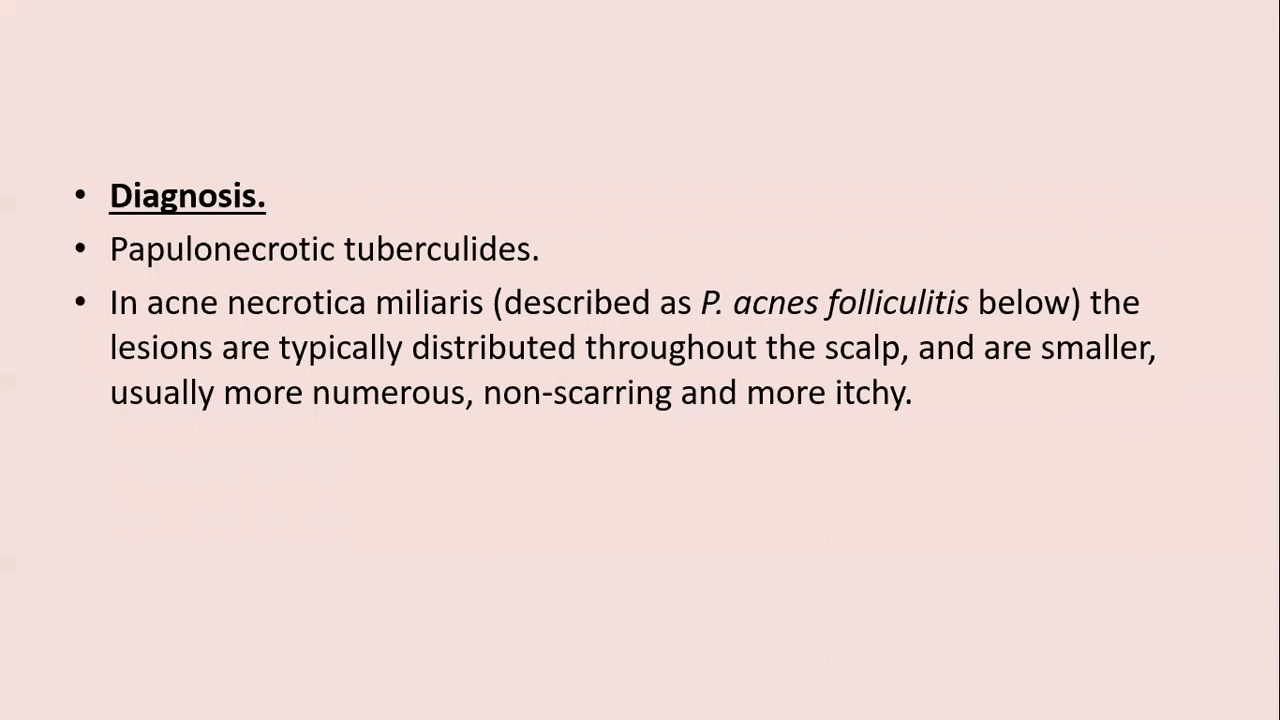 • Diagnosis.
• Papulonecrotic tuberculides.
• In acne necrotica miliaris (described as P. acnes folliculitis below) the
lesions are typically distributed throughout the scalp, and are smaller,
usually more numerous, non-scarring and more itchy.